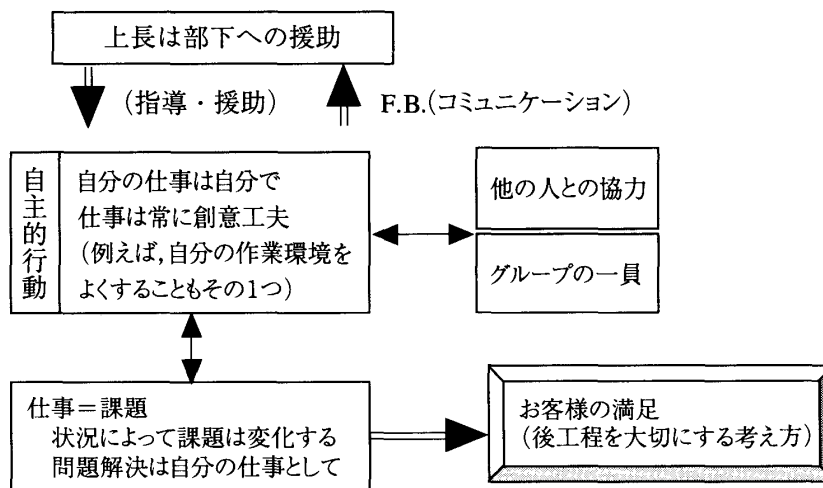 上長は部下への援助
(指導・援助)
F.B.(コミュニケーション)
自主的行動
自分の仕事は自分で
仕事は常に創意工夫
(例えば,自分の作業環境を
よくすることもその1つ)
他の人との協力
グループの一員
仕事=課題
状況によって課題は変化する
問題解決は自分の仕事として
お客様の満足
(後工程を大切にする考え方)